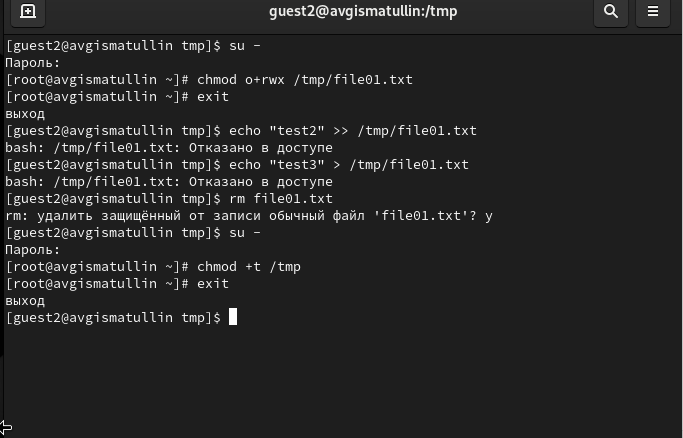 guest2@avgismatullin:/tmp
[guest2@avgismatullin tmp]$ su -
Пароль:
[root@avgismatullin ~]# chmod o+rwx /tmp/file01.txt
[root@avgismatullin ~]# exit
выход
[guest2@avgismatullin tmp]$ echo "test2" >> /tmp/file01.txt
bash: /tmp/file01.txt: Отказано в доступе
[guest2@avgismatullin tmp]$ echo "test3" > /tmp/file01.txt
bash: /tmp/file01.txt: Отказано в доступе
[guest2@avgismatullin tmp]$ rm file01.txt
rm: удалить защищённый от записи обычный файл 'file01.txt'? y
[guest2@avgismatullin tmp]$ su -
Пароль:
[root@avgismatullin ~]# chmod +t /tmp
[root@avgismatullin ~]# exit
выход
[guest2@avgismatullin tmp]$